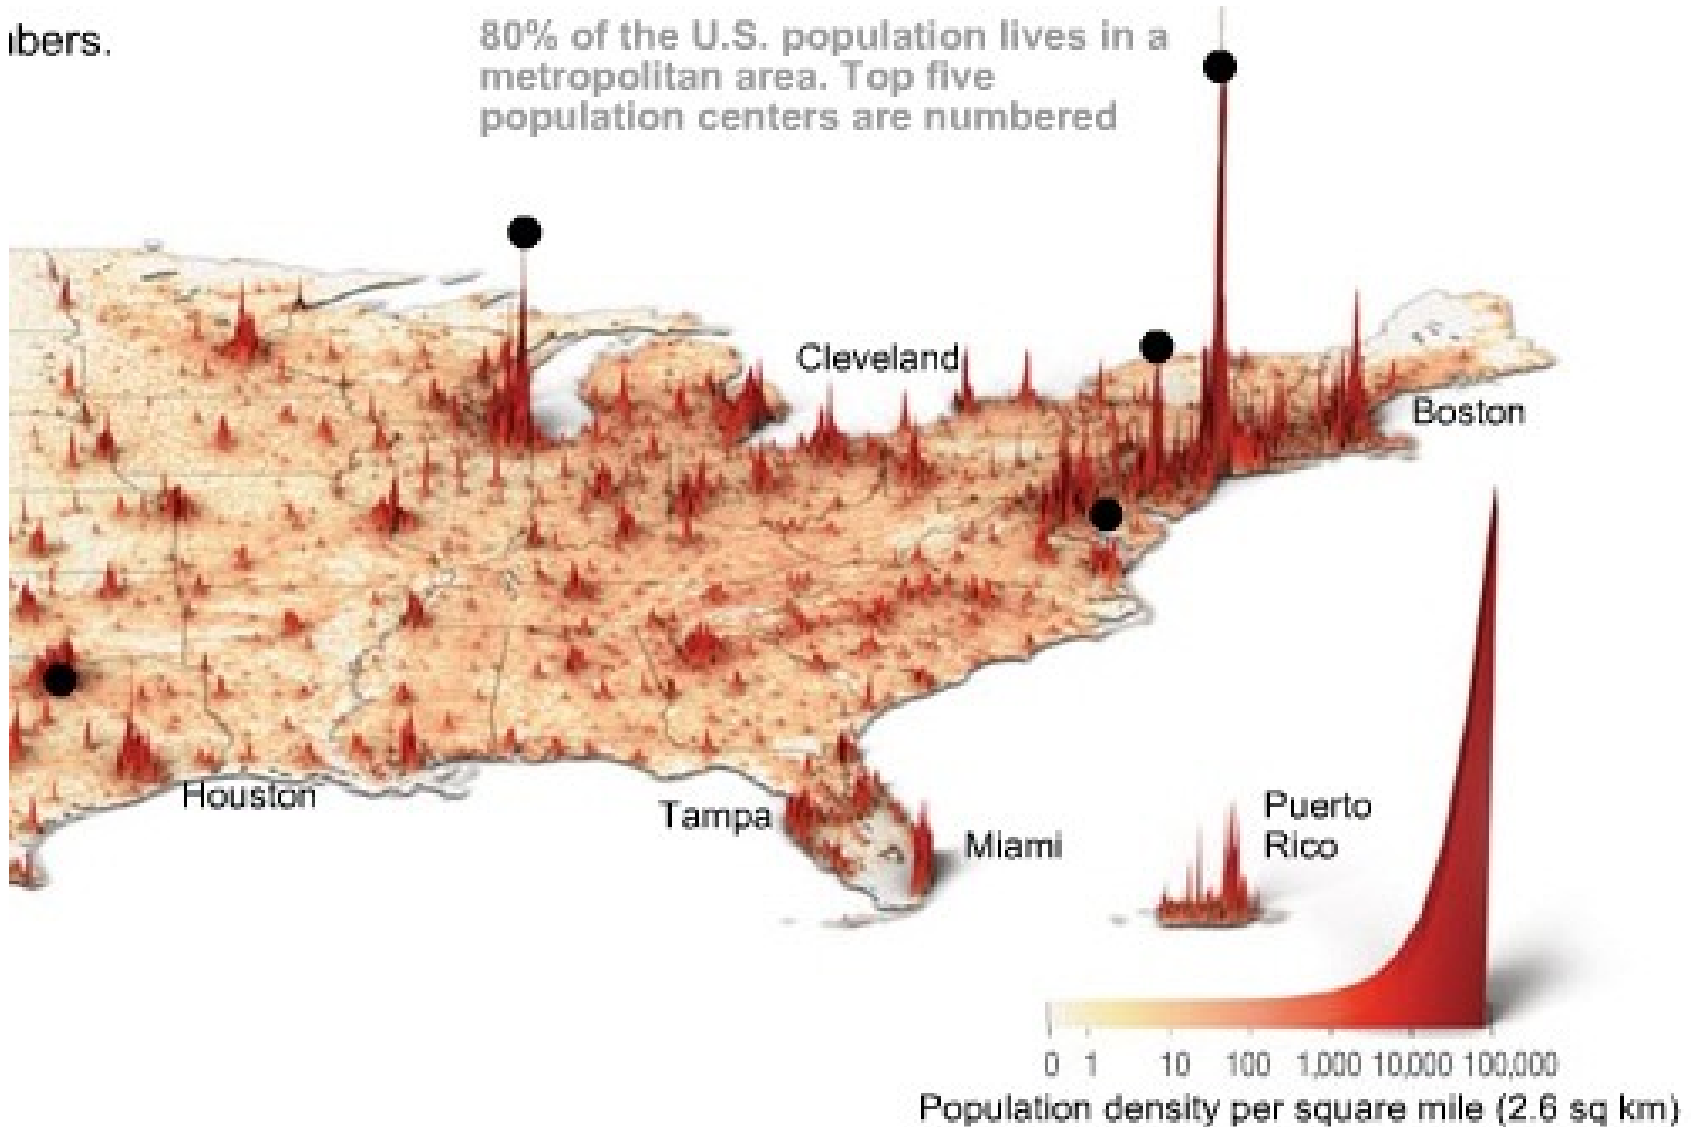 ibers.
80% of the U.S. population lives in a
metropolitan area. Top five
population centers are numbered
Cleveland
Boston
Houston
Tampa
Miami
Puerto
Rico
0 1 10 100 1,000 10,000 100,000
Population density per square mile (2.6 sq km)